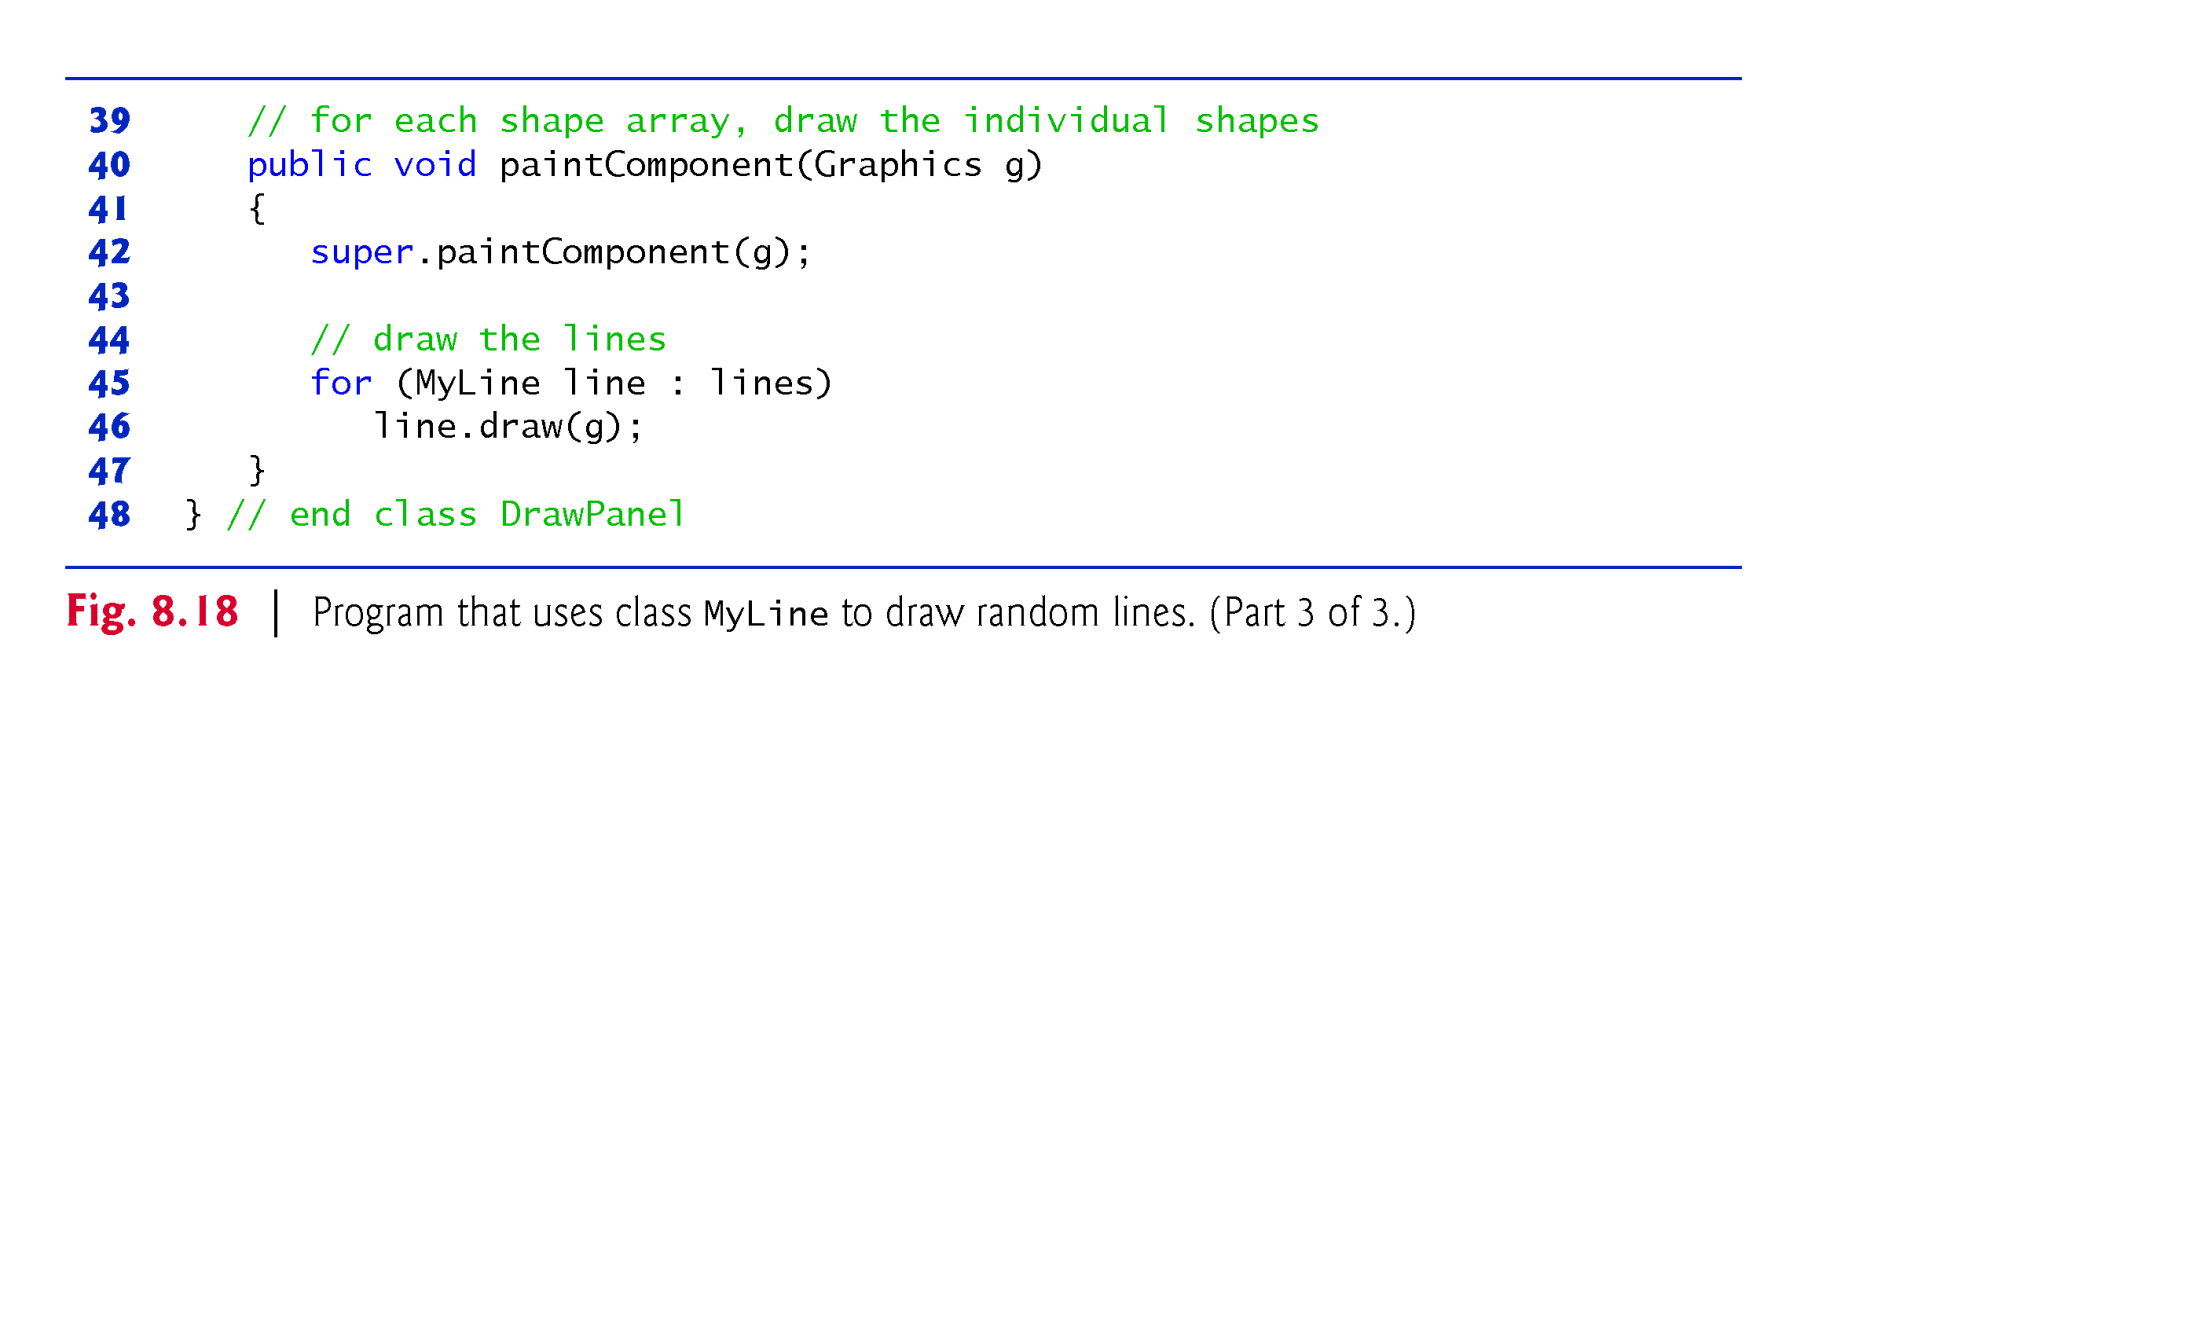 39 // for each shape array, draw the individual shapes
40 public void paintComponent(Graphics g)
41 {
42 super.paintComponent(g);
43
44 // draw the lines
45 for (MyLine line : lines)
46 line.draw(g);
47 }
48 } // end class DrawPanel
Fig. 8.18 | Program that uses class MyLine to draw random lines. (Part 3 of 3.)